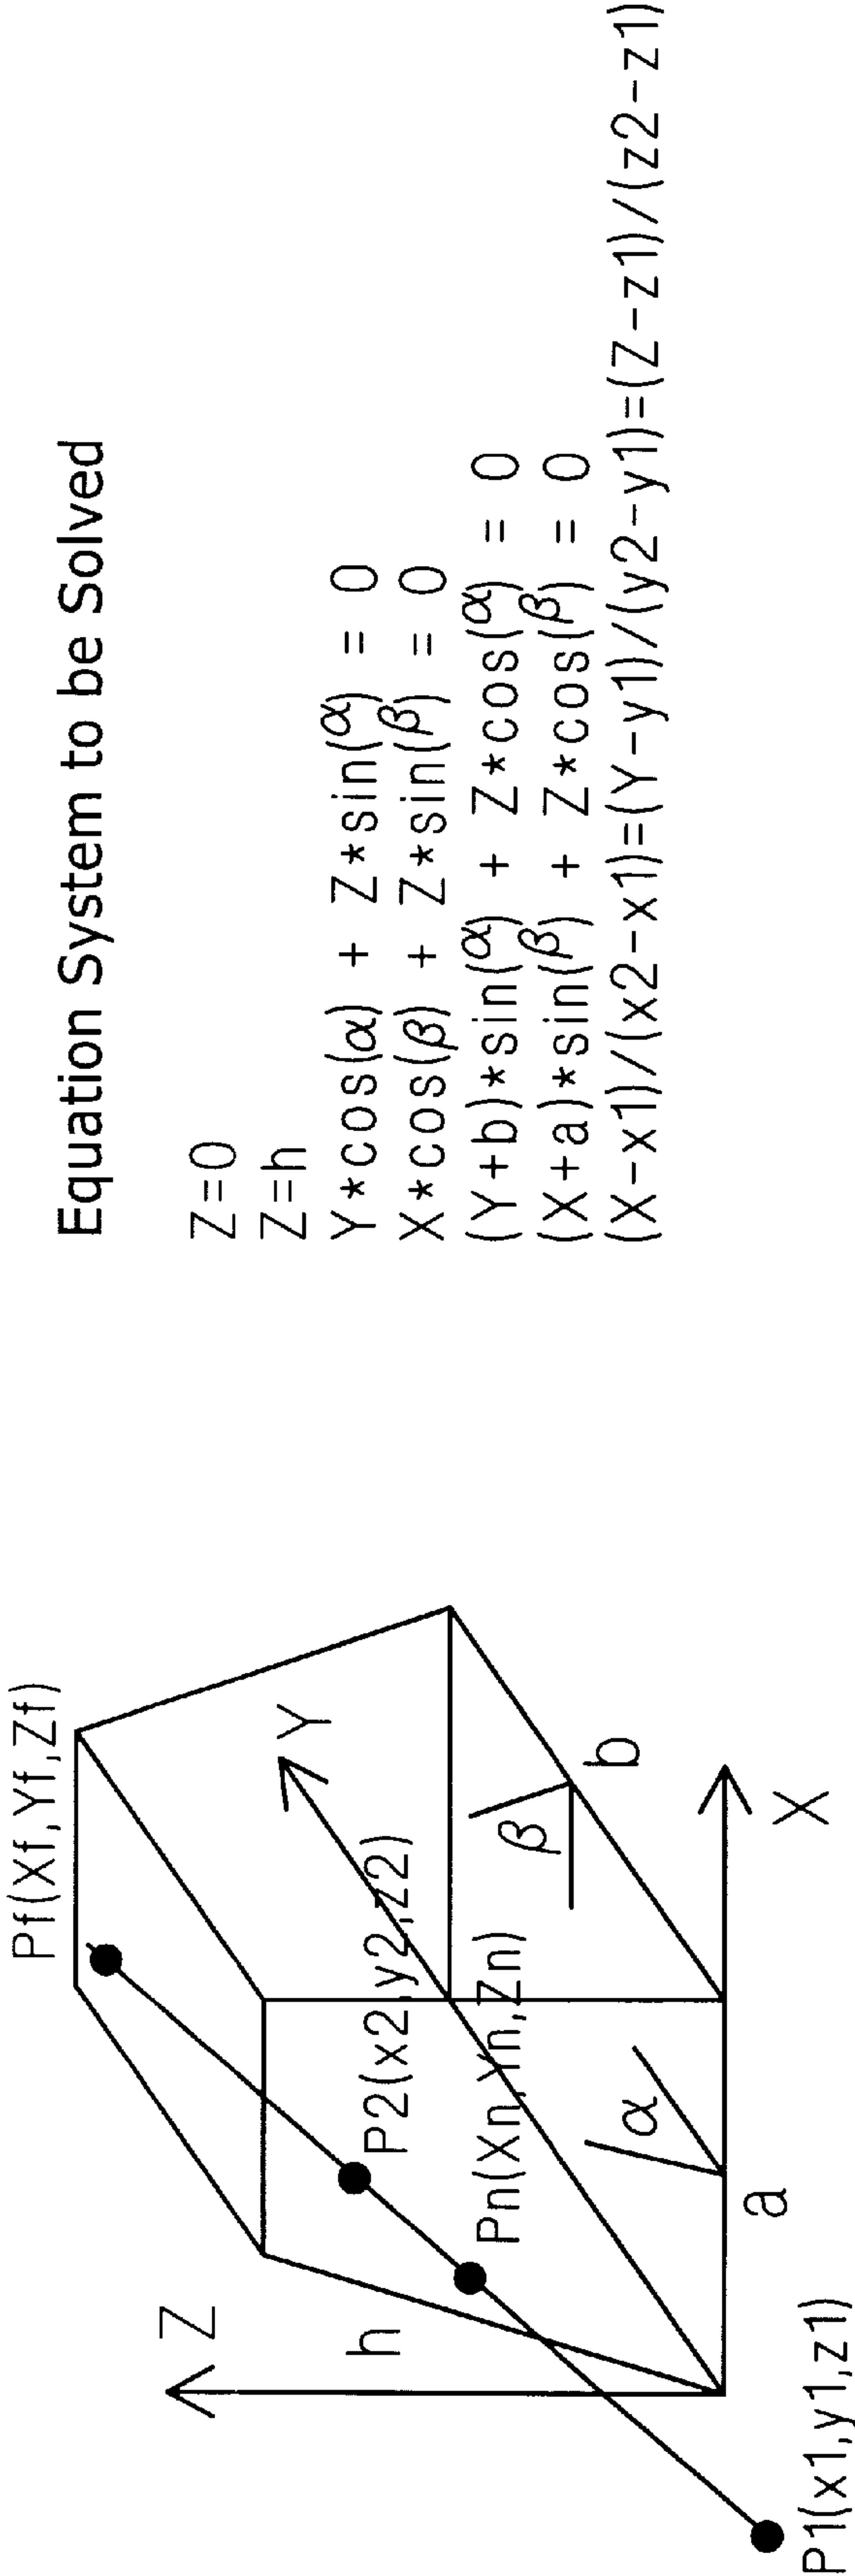 Equation System to be Solved
Z=0
Z=h
Y*cos(α) + Z*sin(α) = 0
X*cos(β) + Z*sin(β) = 0
(Y+b)*sin(α) + Z*cos(α) = 0
(X+a)*sin(β) + Z*cos(β) = 0
(X-x1)/(x2-x1)=(Y-y1)/(y2-y1)=(Z-z1)/(z2-z1)
Pf(Xf,Yf,Zf)
Z
Y
h
P2(x2,y2,z2)
Pn(Xn,Yn,Zn)
β
b
α
a
X
P1(x1,y1,z1)